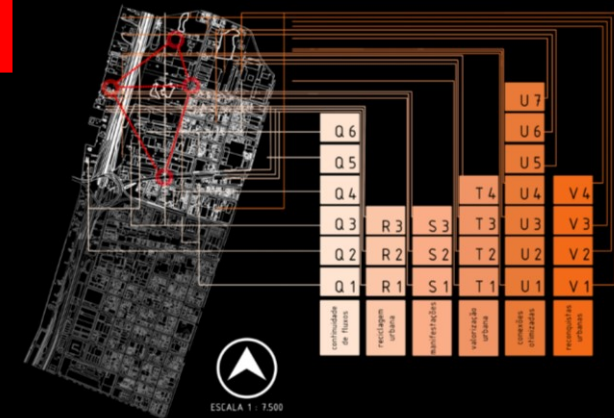 U 7
Q 6 U 6
Q 5 U 5
Q 4 T 4 U 4 V 4
Q 3 R 3 S 3 T 3 U 3 V 3
Q 2 R 2 S 2 T 2 U 2 V 2
Q 1 R 1 S 1 T 1 U 1 V 1
continuidade
de fluxos
reciclagem
urbana
manifestações
valorização
urbana
conexões
otimizadas
reconquistas
urbanas
ESCALA 1 : 7.500